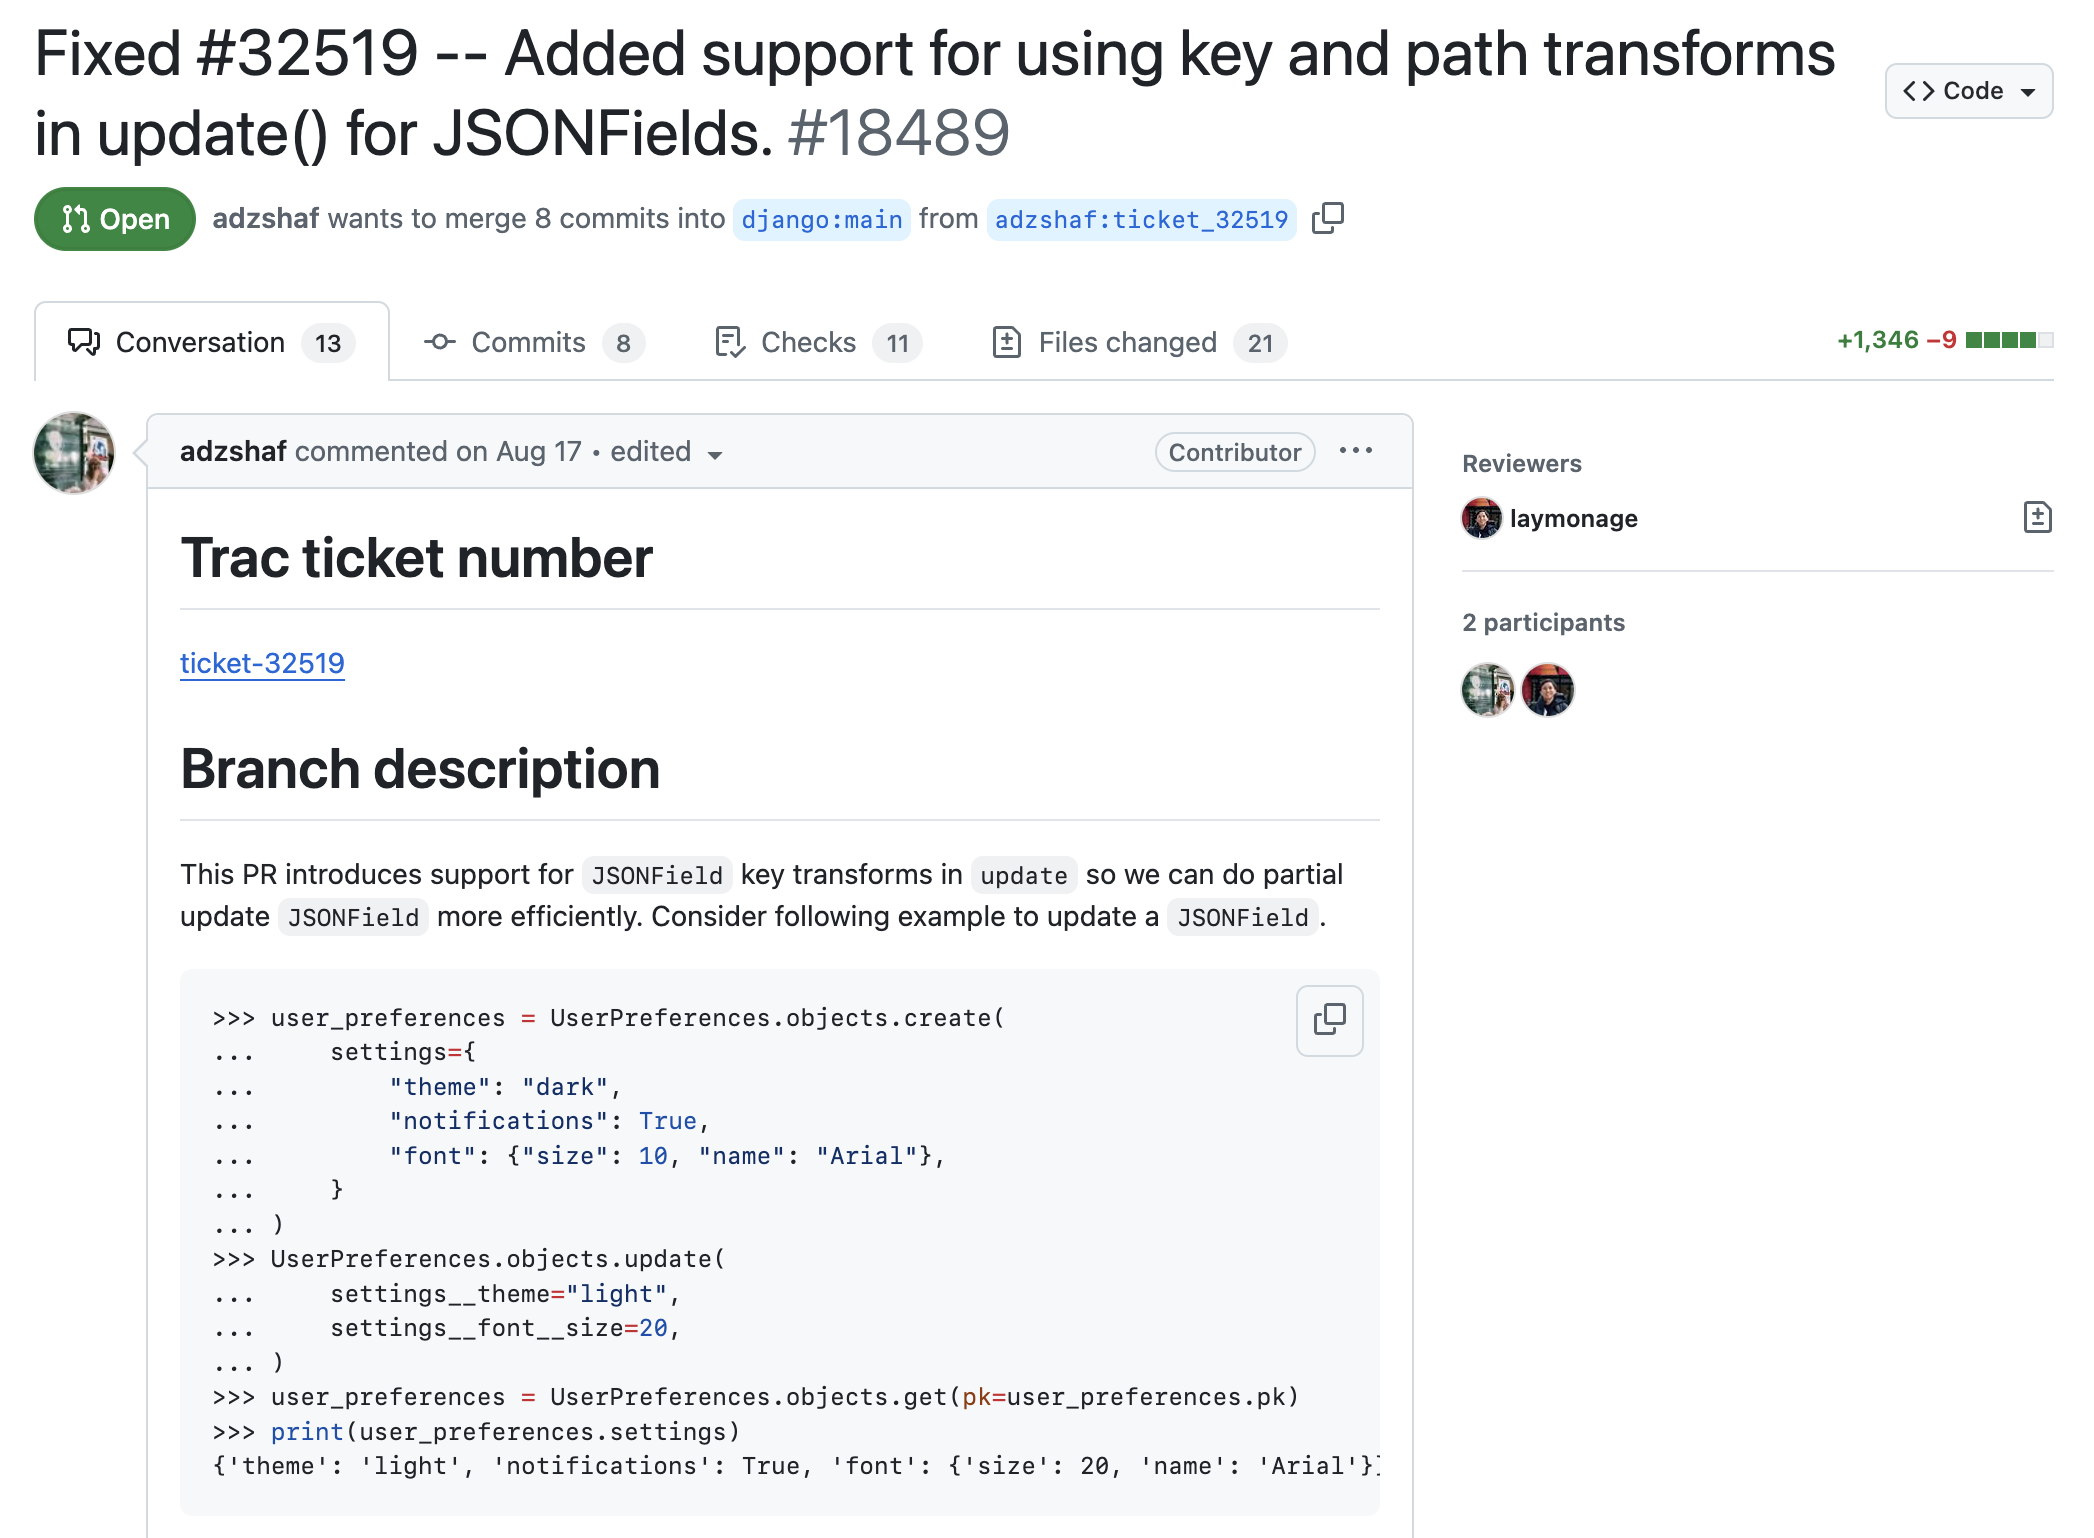 Fixed #32519 -- Added support for using key and path transforms
in update() for JSONFields. #18489
Code
Open
adzshaf wants to merge 8 commits into django:main from adzshaf:ticket_32519
Conversation 13
Commits 8
Checks 11
Files changed 21
+1,346 −9
adzshaf commented on Aug 17 • edited
Contributor
Trac ticket number
ticket-32519
Branch description
This PR introduces support for JSONField key transforms in update so we can do partial
update JSONField more efficiently. Consider following example to update a JSONField.
>>> user_preferences = UserPreferences.objects.create(
...     settings={
...         "theme": "dark",
...         "notifications": True,
...         "font": {"size": 10, "name": "Arial"},
...     }
... )
>>> UserPreferences.objects.update(
...     settings__theme="light",
...     settings__font__size=20,
... )
>>> user_preferences = UserPreferences.objects.get(pk=user_preferences.pk)
>>> print(user_preferences.settings)
{'theme': 'light', 'notifications': True, 'font': {'size': 20, 'name': 'Arial'}}
Reviewers
laymonage
2 participants